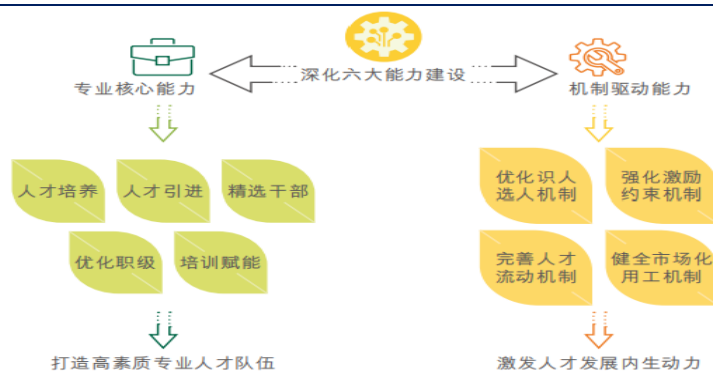 深化六大能力建设
专业核心能力
机制驱动能力
人才培养
人才引进
精选干部
优化职级
培训赋能
优化识人
选人机制
强化激励
约束机制
完善人才
流动机制
健全市场化
用工机制
打造高素质专业人才队伍
激发人才发展内生动力